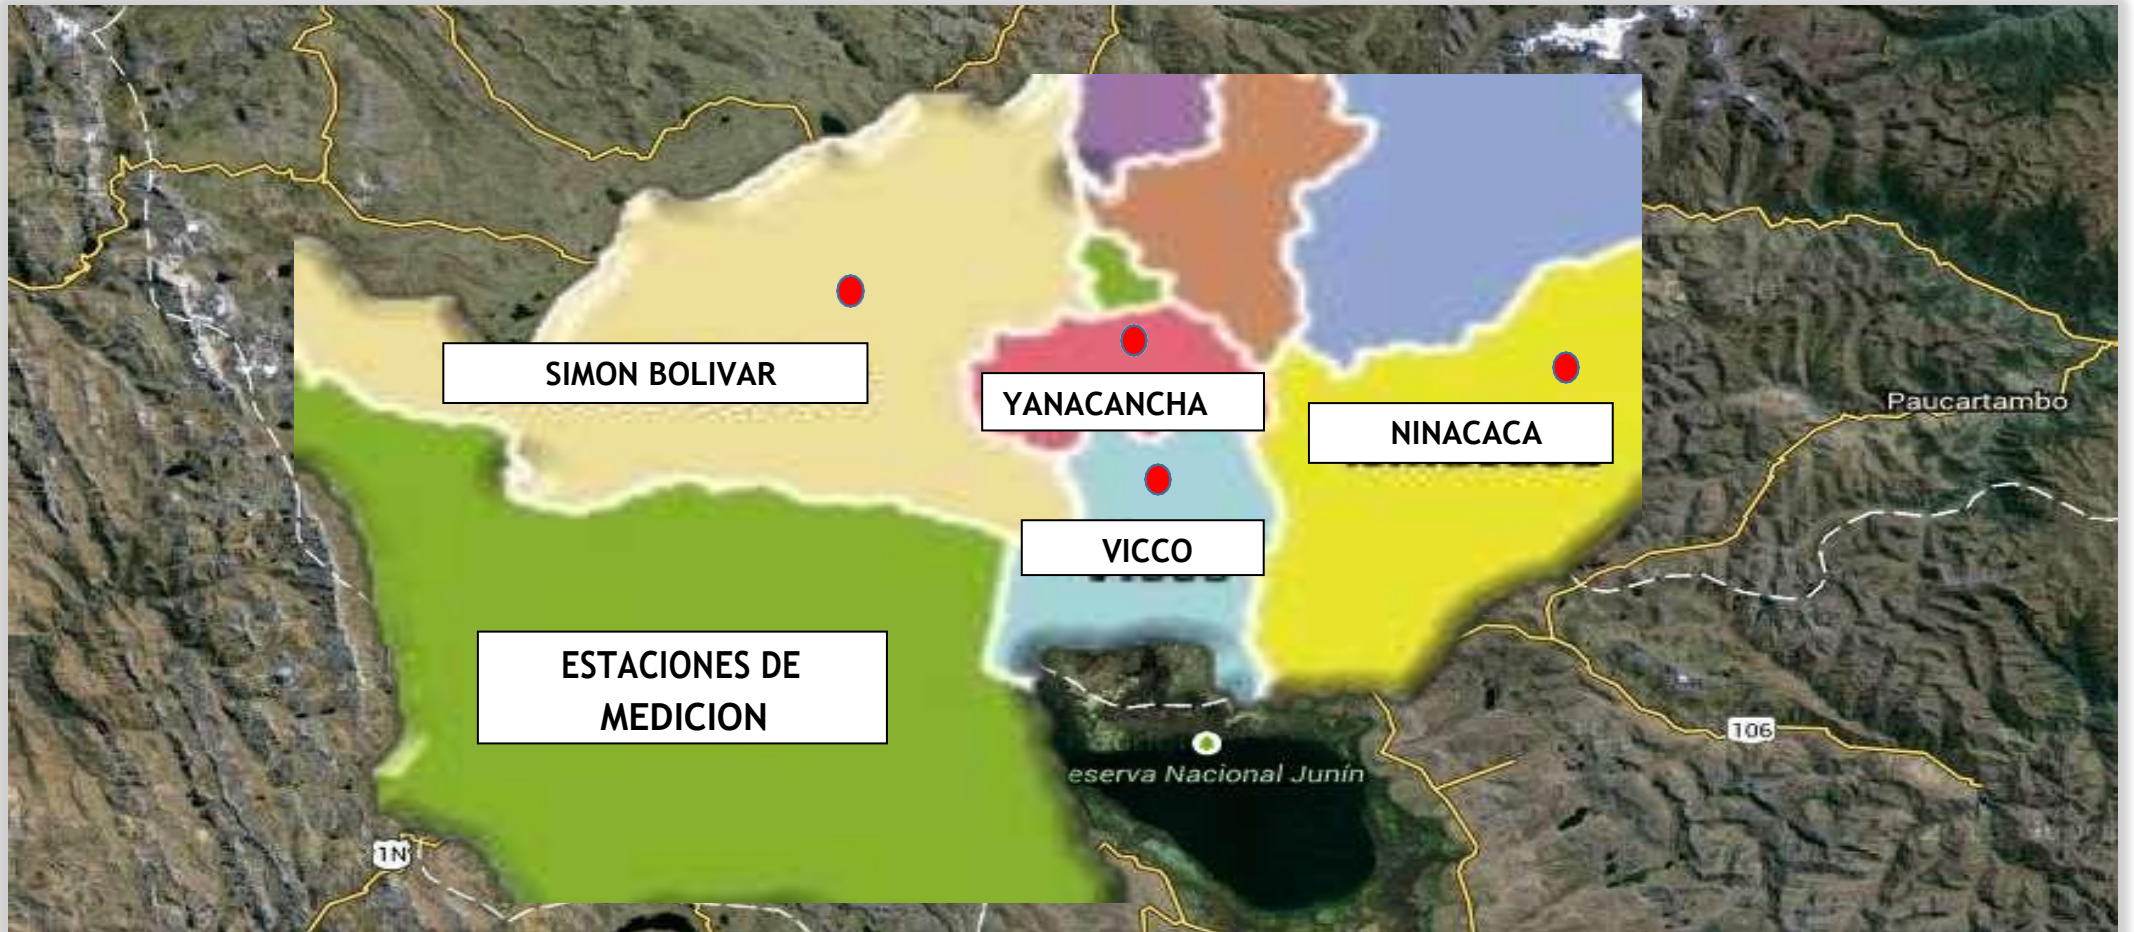 SIMON BOLIVAR
YANACANCHA
Paucartambo
NINACACA
VICCO
ESTACIONES DE
MEDICION
106
eserva Nacional Junín
1N